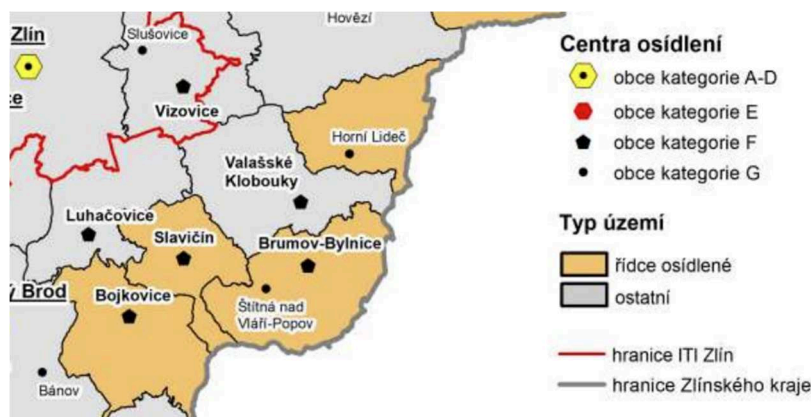 Hovězí
Zlín
Slušovice
ce
Vizovice
Horní Lideč
Valašské
Klobouky
Luhačovice
Slavičín
Brumov-Bylnice
ý Brod
Bojkovice
Štítná nad
Vláří-Popov
Bánov
Centra osídlení
obce kategorie A-D
obce kategorie E
obce kategorie F
obce kategorie G
Typ území
řídce osídlené
ostatní
hranice ITI Zlín
hranice Zlínského kraje